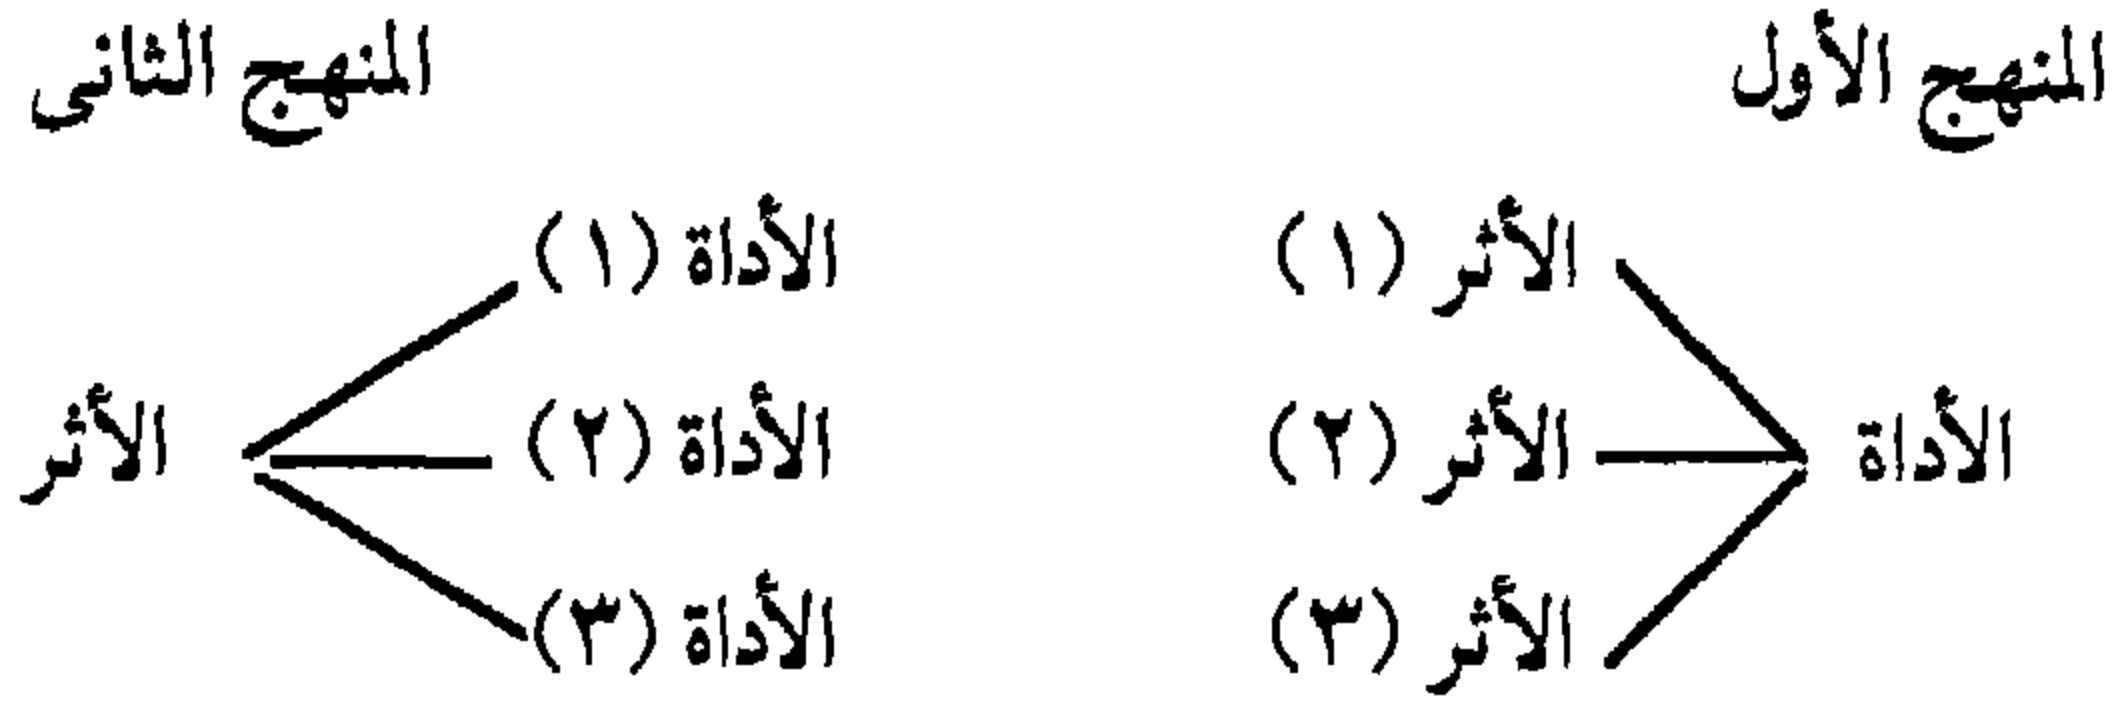 المنهج الأول
الأثر (١)
الأداة
الأثر (٢)
الأثر (٣)
المنهج الثانى
الأداة (١)
الأداة (٢)
الأثر
الأداة (٣)